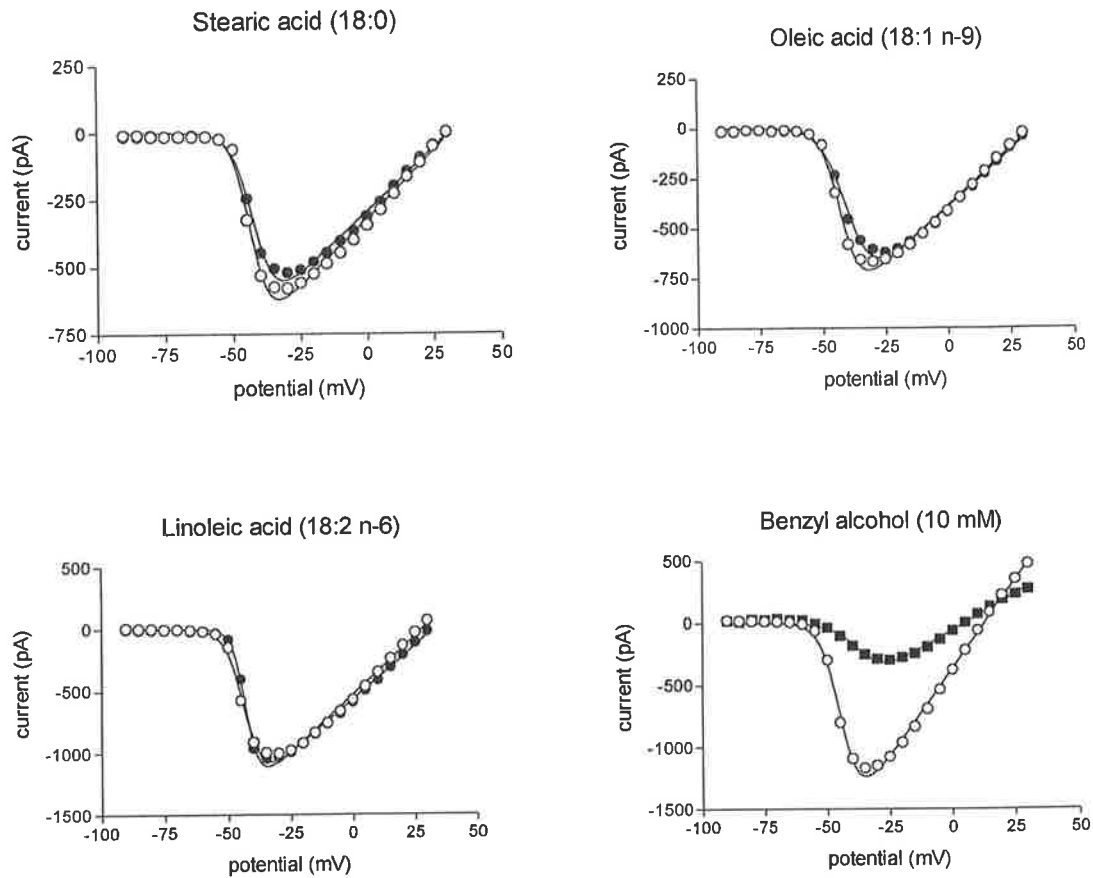 Stearic acid (18:0)
250
0
-250
-500
-750
current (pA)
-100 -75 -50 -25 0 25 50
potential (mV)
Oleic acid (18:1 n-9)
250
0
-250
-500
-750
-1000
current (pA)
-100 -75 -50 -25 0 25 50
potential (mV)
Linoleic acid (18:2 n-6)
500
0
-500
-1000
-1500
current (pA)
-100 -75 -50 -25 0 25 50
potential (mV)
Benzyl alcohol (10 mM)
500
0
-500
-1000
-1500
current (pA)
-100 -75 -50 -25 0 25 50
potential (mV)